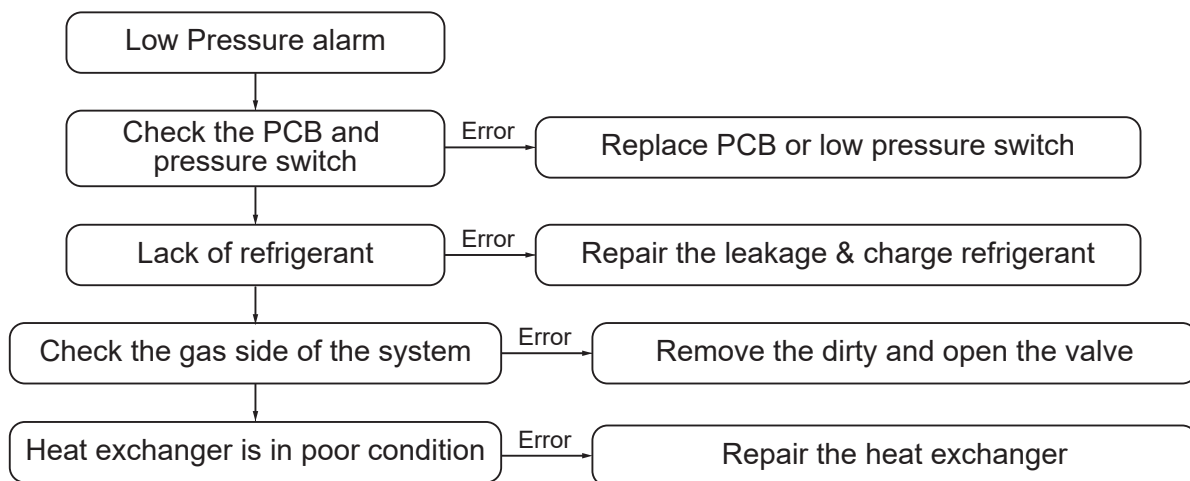 Low Pressure alarm
Check the PCB and
pressure switch
Error
Replace PCB or low pressure switch
Lack of refrigerant
Error
Repair the leakage & charge refrigerant
Check the gas side of the system
Error
Remove the dirty and open the valve
Heat exchanger is in poor condition
Error
Repair the heat exchanger